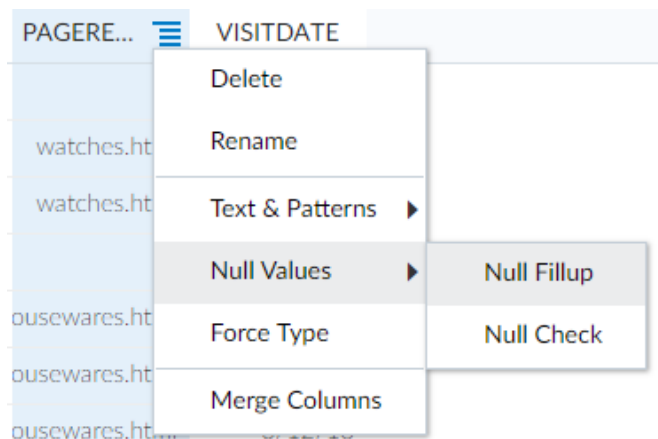 PAGERE... VISITDATE
Delete
watches.ht Rename
watches.ht Text & Patterns
Null Values Null Fillup
ousewares.ht Force Type Null Check
ousewares.ht
Merge Columns
ousewares.ht